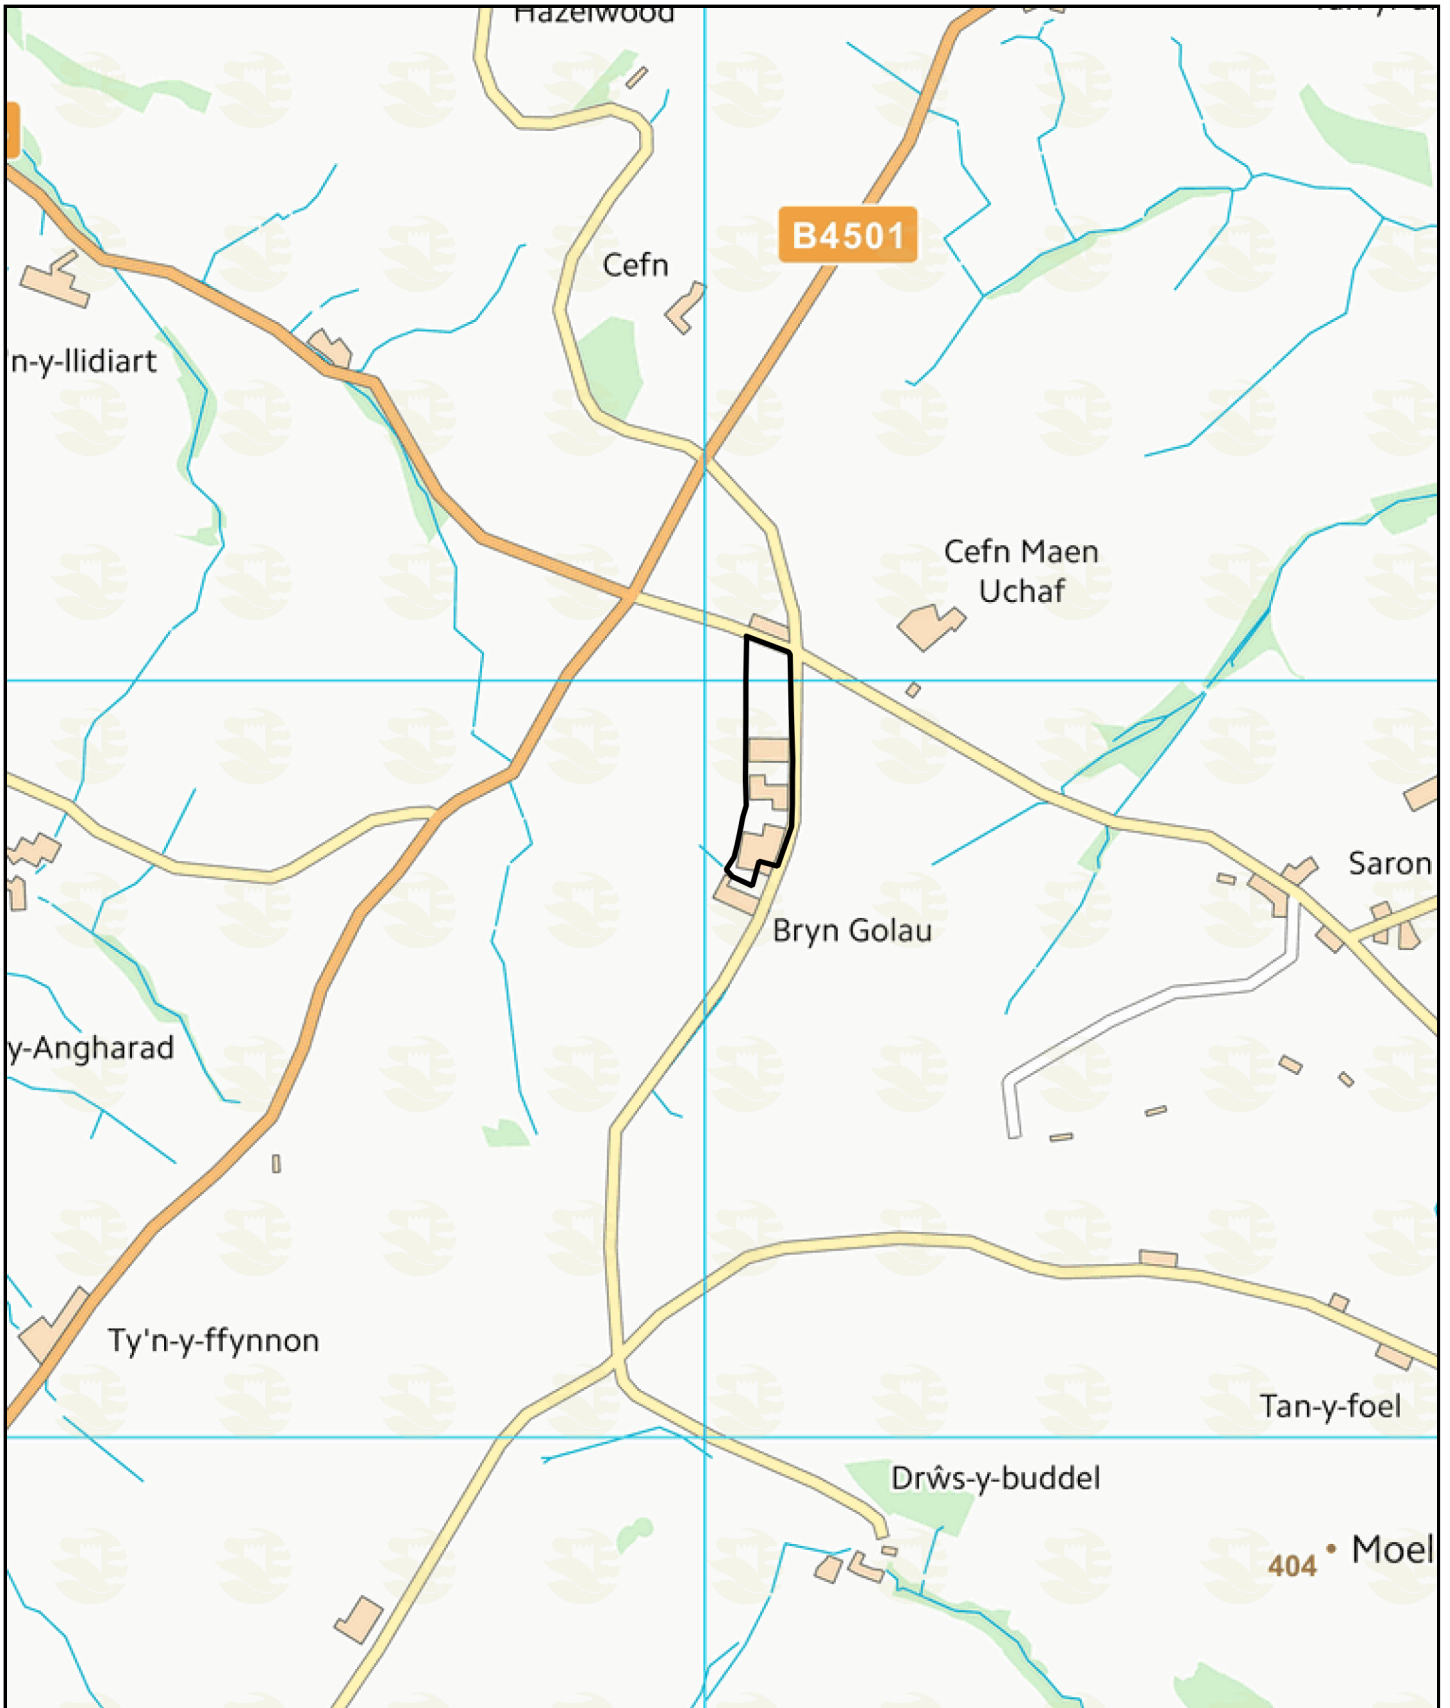 Hazelwood
B4501
Cefn
'n-y-llidiart
Cefn Maen
Uchaf
Saron
Bryn Golau
y-Angharad
Ty'n-y-ffynnon
Tan-y-foel
Drŵs-y-buddel
404
Moel